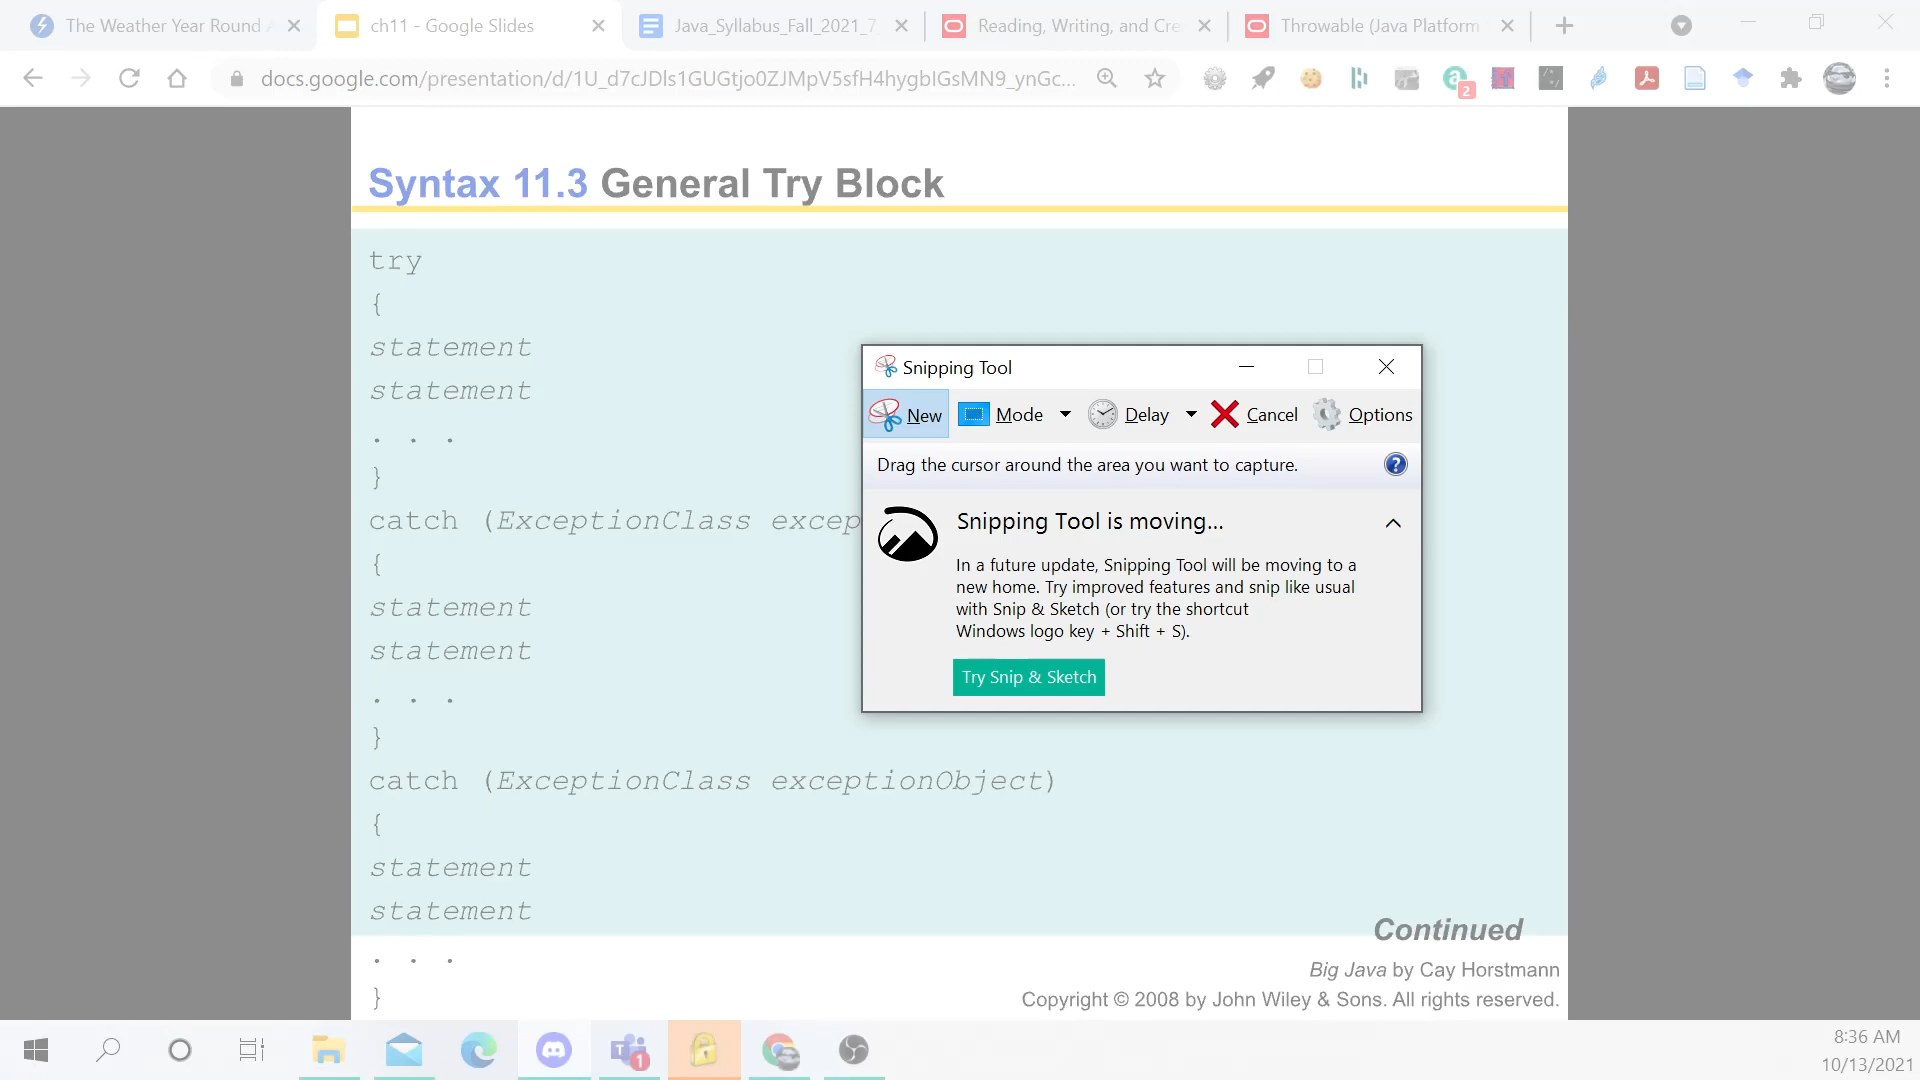 The Weather Year Round
ch11 - Google Slides
Java_Syllabus_Fall_2021_7
Reading, Writing, and Cre
Throwable (Java Platform
docs.google.com/presentation/d/1U_d7cJDls1GUGtjo0ZJMpV5sfH4hygbIGsMN9_ynGc...
2
Syntax 11.3 General Try Block
try
{
statement
statement
. . .
}
catch (ExceptionClass excep
{
statement
statement
. . .
}
catch (ExceptionClass exceptionObject)
{
statement
statement
. . .
}
Snipping Tool
New Mode Delay Cancel Options
Drag the cursor around the area you want to capture.
Snipping Tool is moving...
In a future update, Snipping Tool will be moving to a
new home. Try improved features and snip like usual
with Snip & Sketch (or try the shortcut
Windows logo key + Shift + S).
Try Snip & Sketch
Continued
Big Java by Cay Horstmann
Copyright © 2008 by John Wiley & Sons. All rights reserved.
1
8:36 AM
10/13/2021